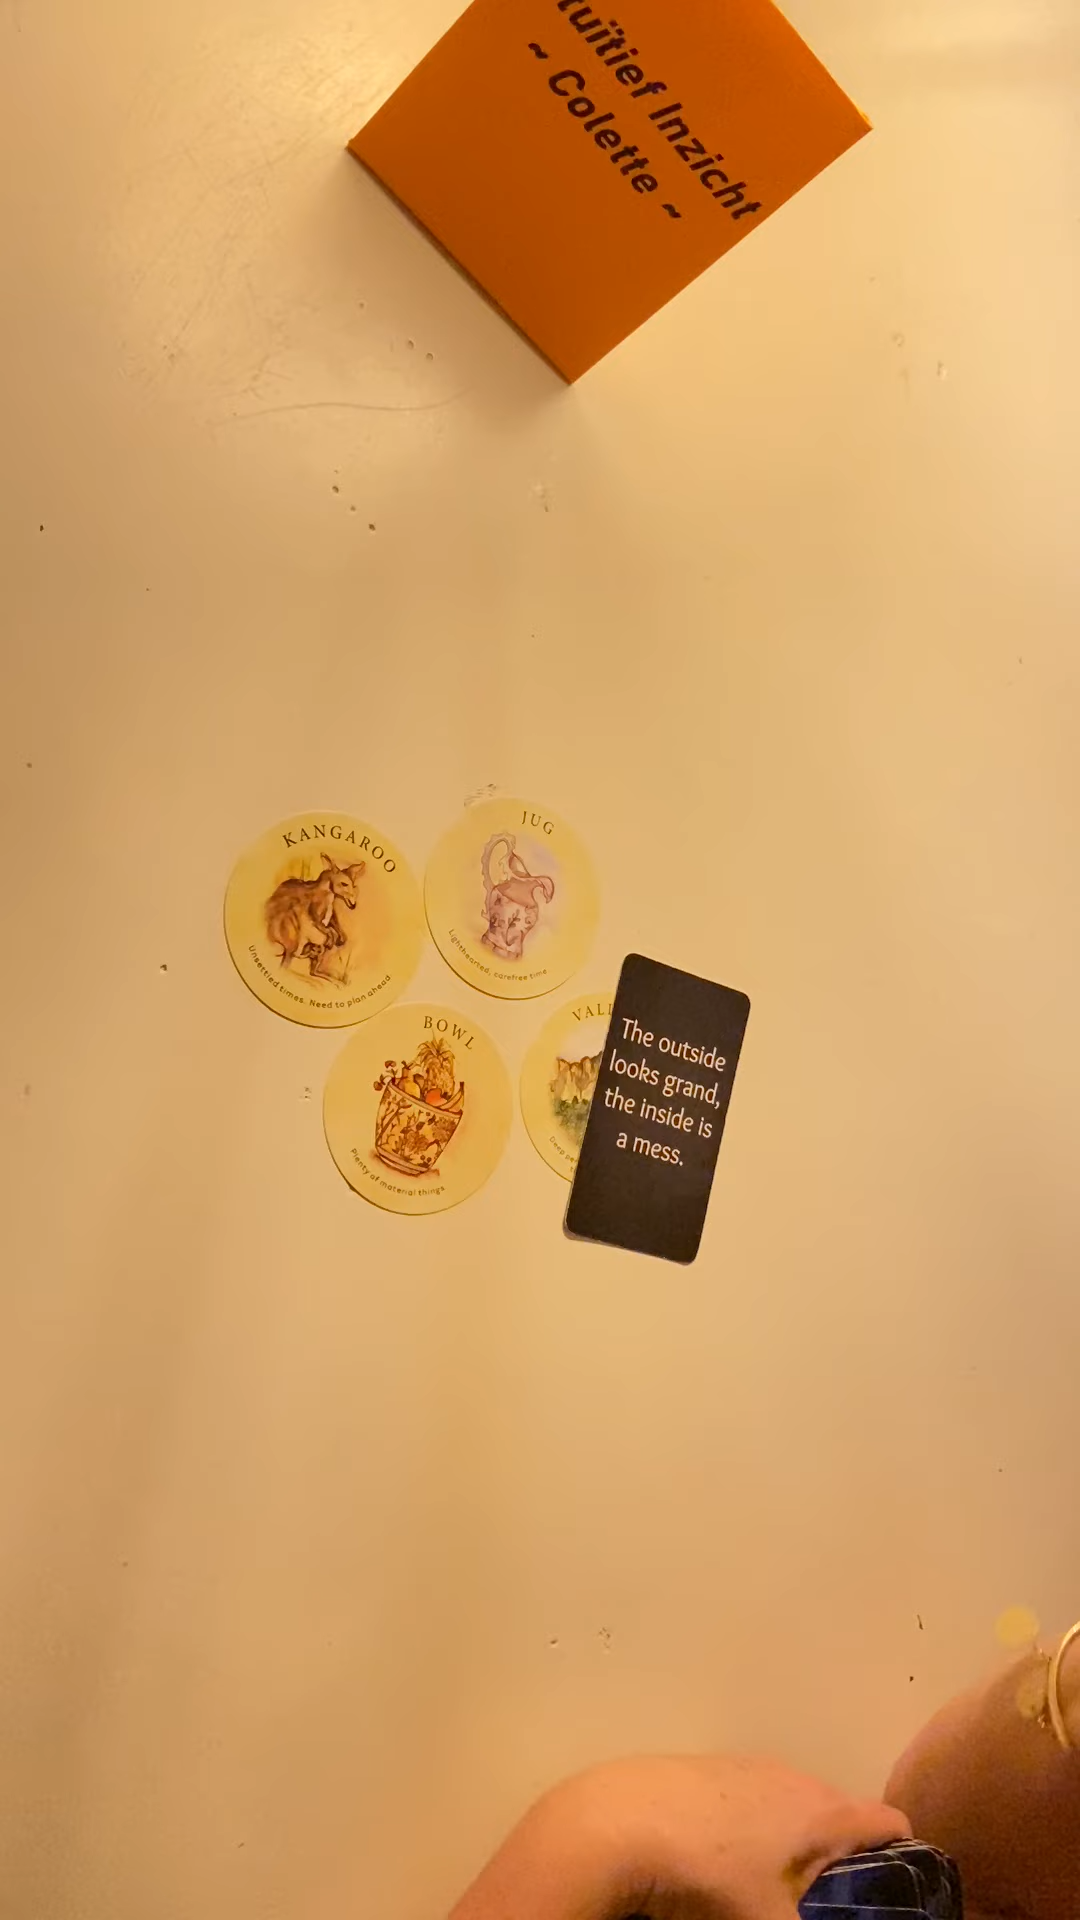 tuïtief Inzicht
~ Colette ~
KANGAROO
Unsettled times. Need to plan ahead.
JUG
Lighthearted, carefree time
BOWL
Plenty of material things
VALL
Deep
The outside
looks grand,
the inside is
a mess.